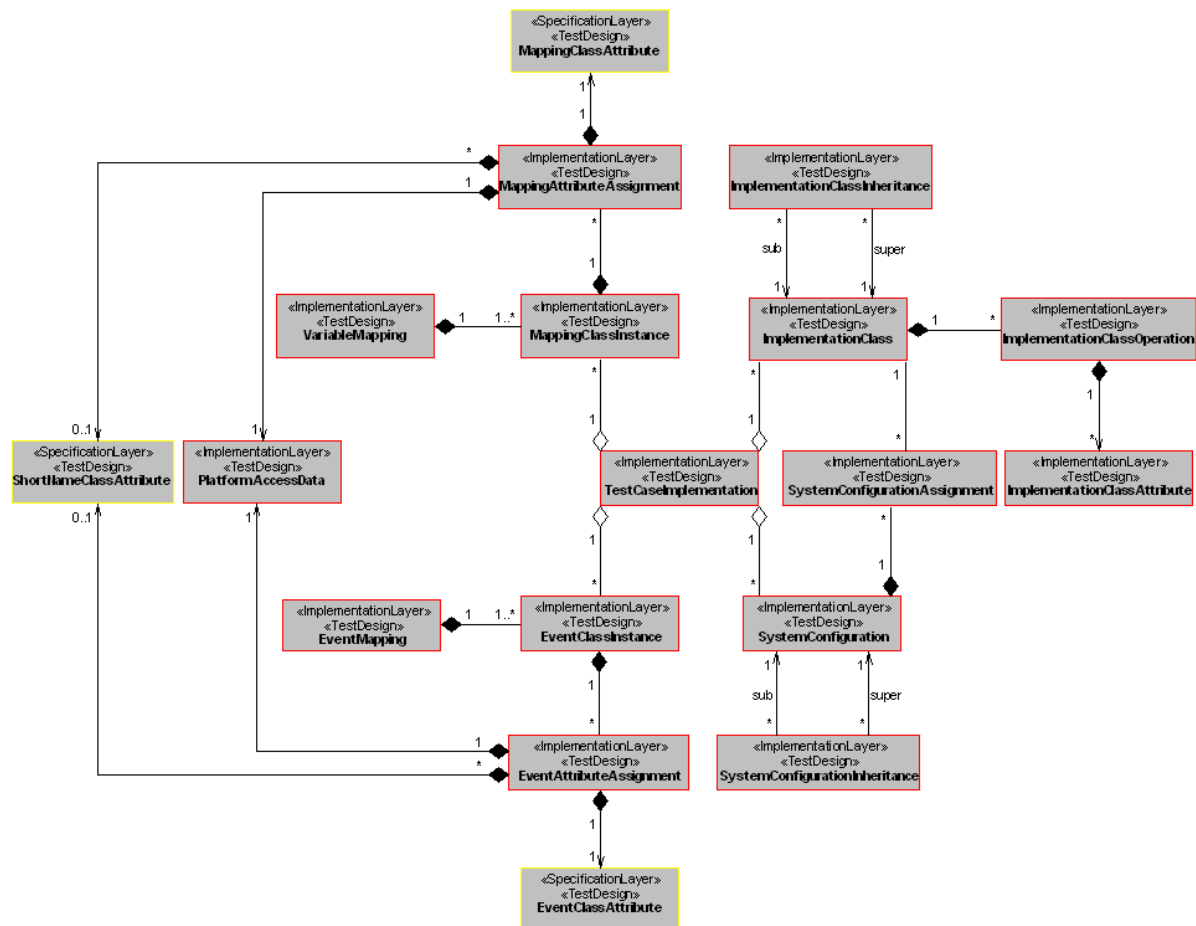 «SpecificationLayer»
«TestDesign»
MappingClassAttribute
1
1
*
«ImplementationLayer»
«TestDesign»
MappingAttributeAssignment
1
«ImplementationLayer»
«TestDesign»
ImplementationClassInheritance
*
*
*
sub
super
1
1
1
«ImplementationLayer»
«TestDesign»
VariableMapping
1
1..*
«ImplementationLayer»
«TestDesign»
MappingClassInstance
«ImplementationLayer»
«TestDesign»
ImplementationClass
1
*
«ImplementationLayer»
«TestDesign»
ImplementationClassOperation
*
*
1
1
1
1
0..1
1
*
*
«SpecificationLayer»
«TestDesign»
ShortNameClassAttribute
«ImplementationLayer»
«TestDesign»
PlatformAccessData
«ImplementationLayer»
«TestDesign»
TestCaseImplementation
«ImplementationLayer»
«TestDesign»
SystemConfigurationAssignment
«ImplementationLayer»
«TestDesign»
ImplementationClassAttribute
0..1
1
*
1
1
1
*
*
«ImplementationLayer»
«TestDesign»
EventMapping
1
1..*
«ImplementationLayer»
«TestDesign»
EventClassInstance
«ImplementationLayer»
«TestDesign»
SystemConfiguration
1
1
1
sub
super
*
*
*
1
*
«ImplementationLayer»
«TestDesign»
EventAttributeAssignment
«ImplementationLayer»
«TestDesign»
SystemConfigurationInheritance
1
1
«SpecificationLayer»
«TestDesign»
EventClassAttribute